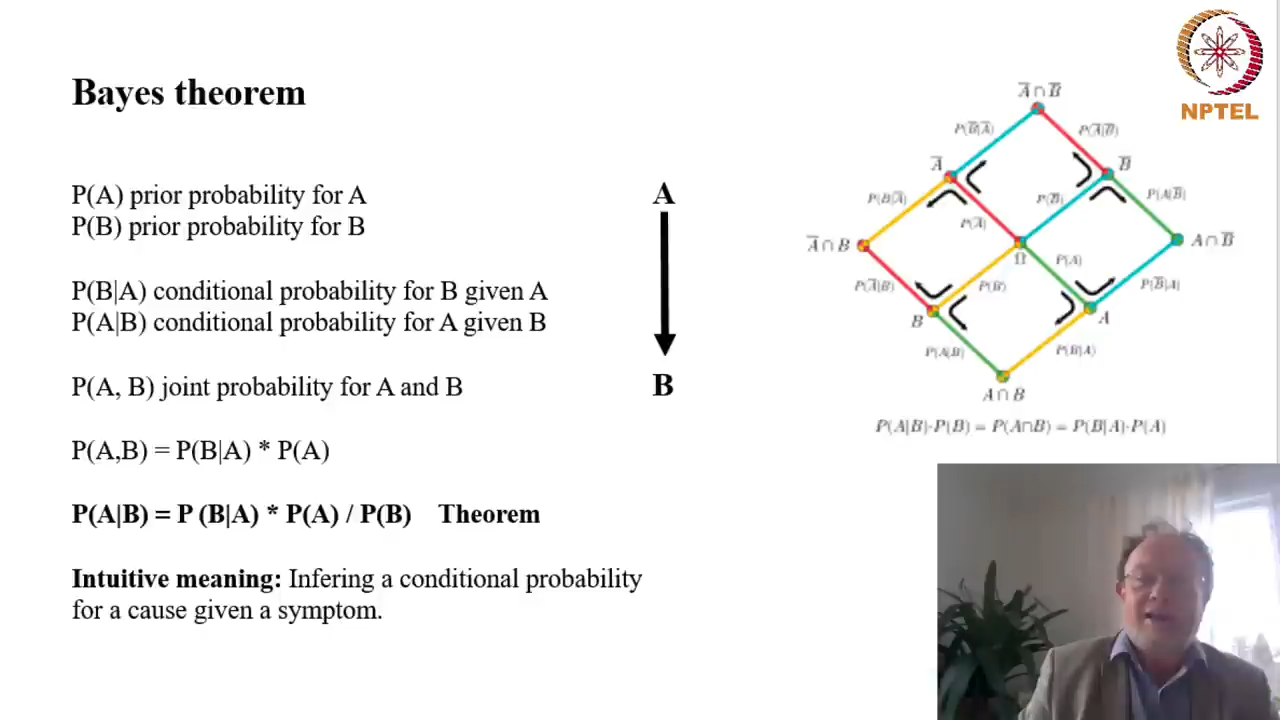 Bayes theorem
P(A) prior probability for A
P(B) prior probability for B
P(B|A) conditional probability for B given A
P(A|B) conditional probability for A given B
P(A, B) joint probability for A and B
P(A,B) = P(B|A) * P(A)
P(A|B) = P (B|A) * P(A) / P(B) Theorem
Intuitive meaning: Infering a conditional probability
for a cause given a symptom.
A
B
A̅∩B̅
P(B̅|A̅)
P(A̅|B̅)
A̅
B̅
P(B|A̅)
P(A̅)
P(B̅)
P(A|B̅)
A̅∩B
Ω
A∩B̅
P(A)
P(A̅|B)
P(B)
P(B̅|A)
B
A
P(A|B)
P(B|A)
A∩B
P(A|B)·P(B) = P(A∩B) = P(B|A)·P(A)
NPTEL